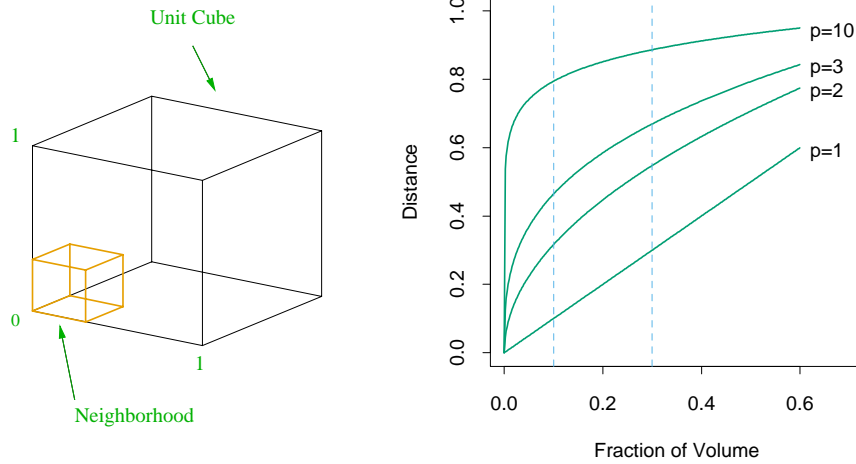 Unit Cube
1
0
1
Neighborhood
Distance
1.0
0.8
0.6
0.4
0.2
0.0
p=10
p=3
p=2
p=1
0.0 0.2 0.4 0.6
Fraction of Volume